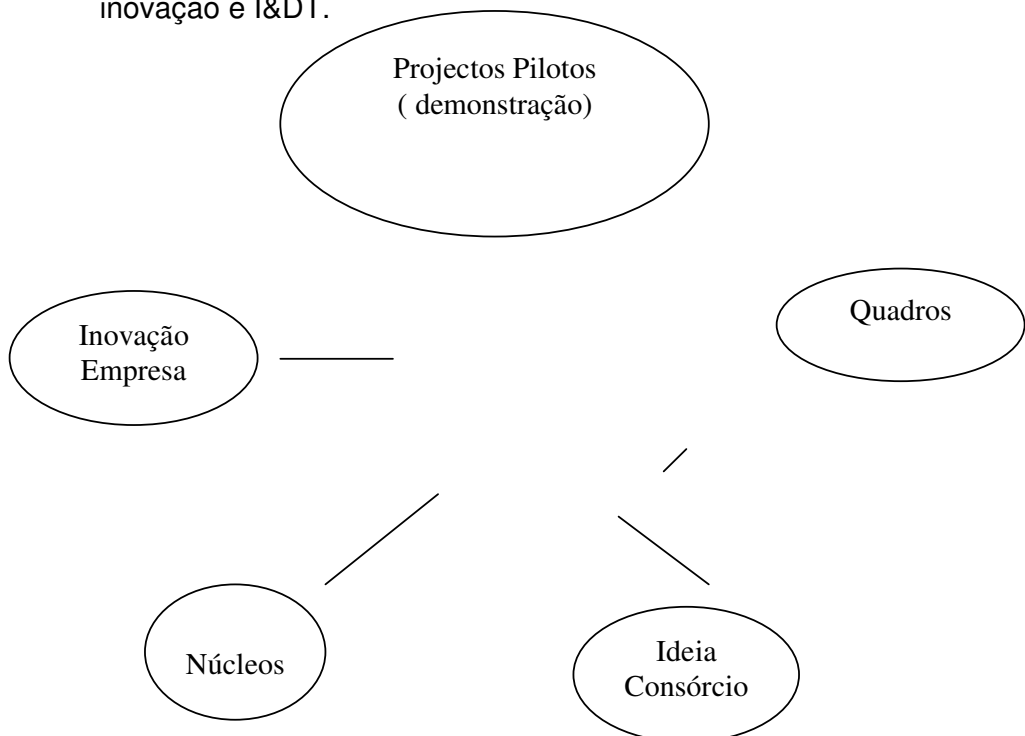 inovação e I&DT.
Projectos Pilotos
( demonstração)
Quadros
Inovação
Empresa
Núcleos
Ideia
Consórcio